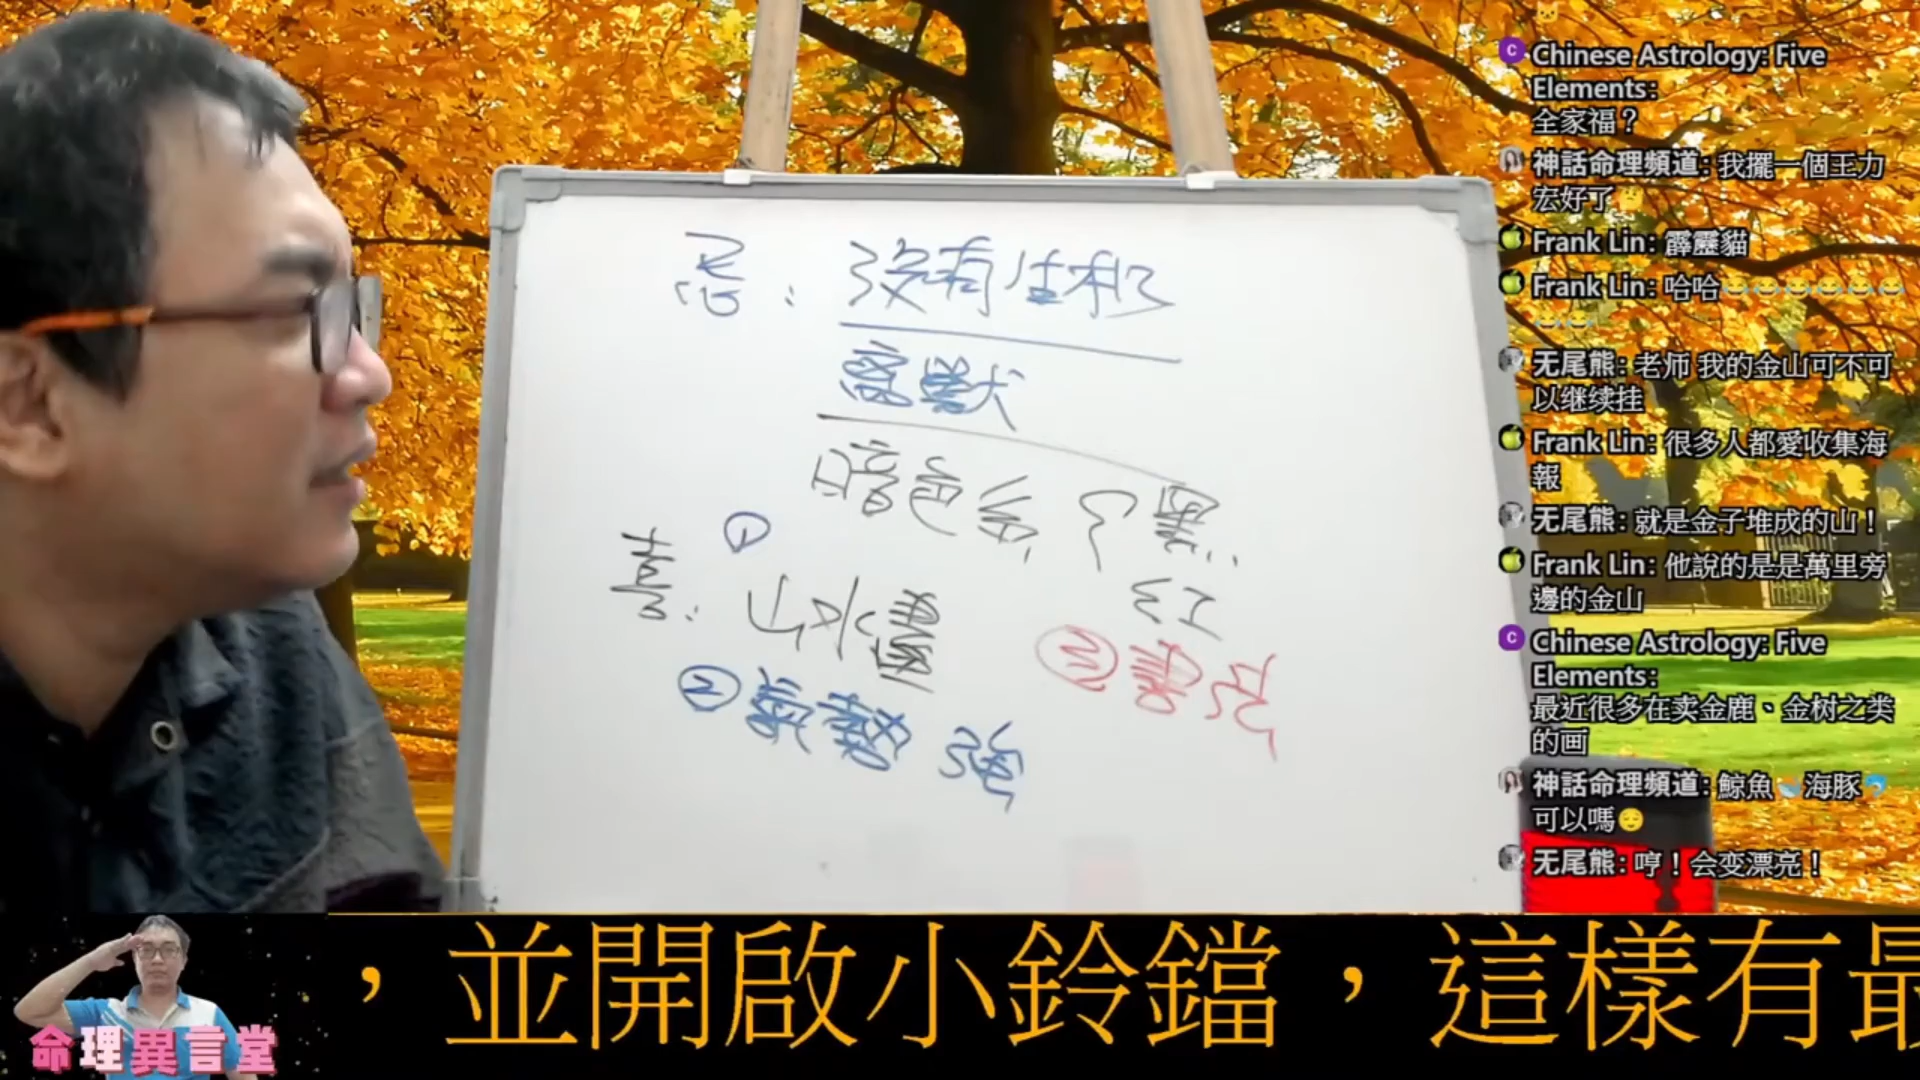 忌：沒有生机
窩獸
暗色系 {黑
紅
喜：①
山水畫
②氣勢強
Chinese Astrology: Five
Elements:
全家福？
神話命理頻道: 我擺一個王力
宏好了🤔
Frank Lin: 霹靂貓
Frank Lin: 哈哈😂😂😂😂😂😂
😂😂
无尾熊: 老师 我的金山可不可
以继续挂
Frank Lin: 很多人都愛收集海
報
无尾熊: 就是金子堆成的山！
Frank Lin: 他說的是是萬里旁
邊的金山
Chinese Astrology: Five
Elements:
最近很多在卖金鹿、金树之类
的画
神話命理頻道: 鯨魚🐳海豚🐬
可以嗎😌
无尾熊: 哼！会变漂亮！
，並開啟小鈴鐺，這樣有最
命理異言堂